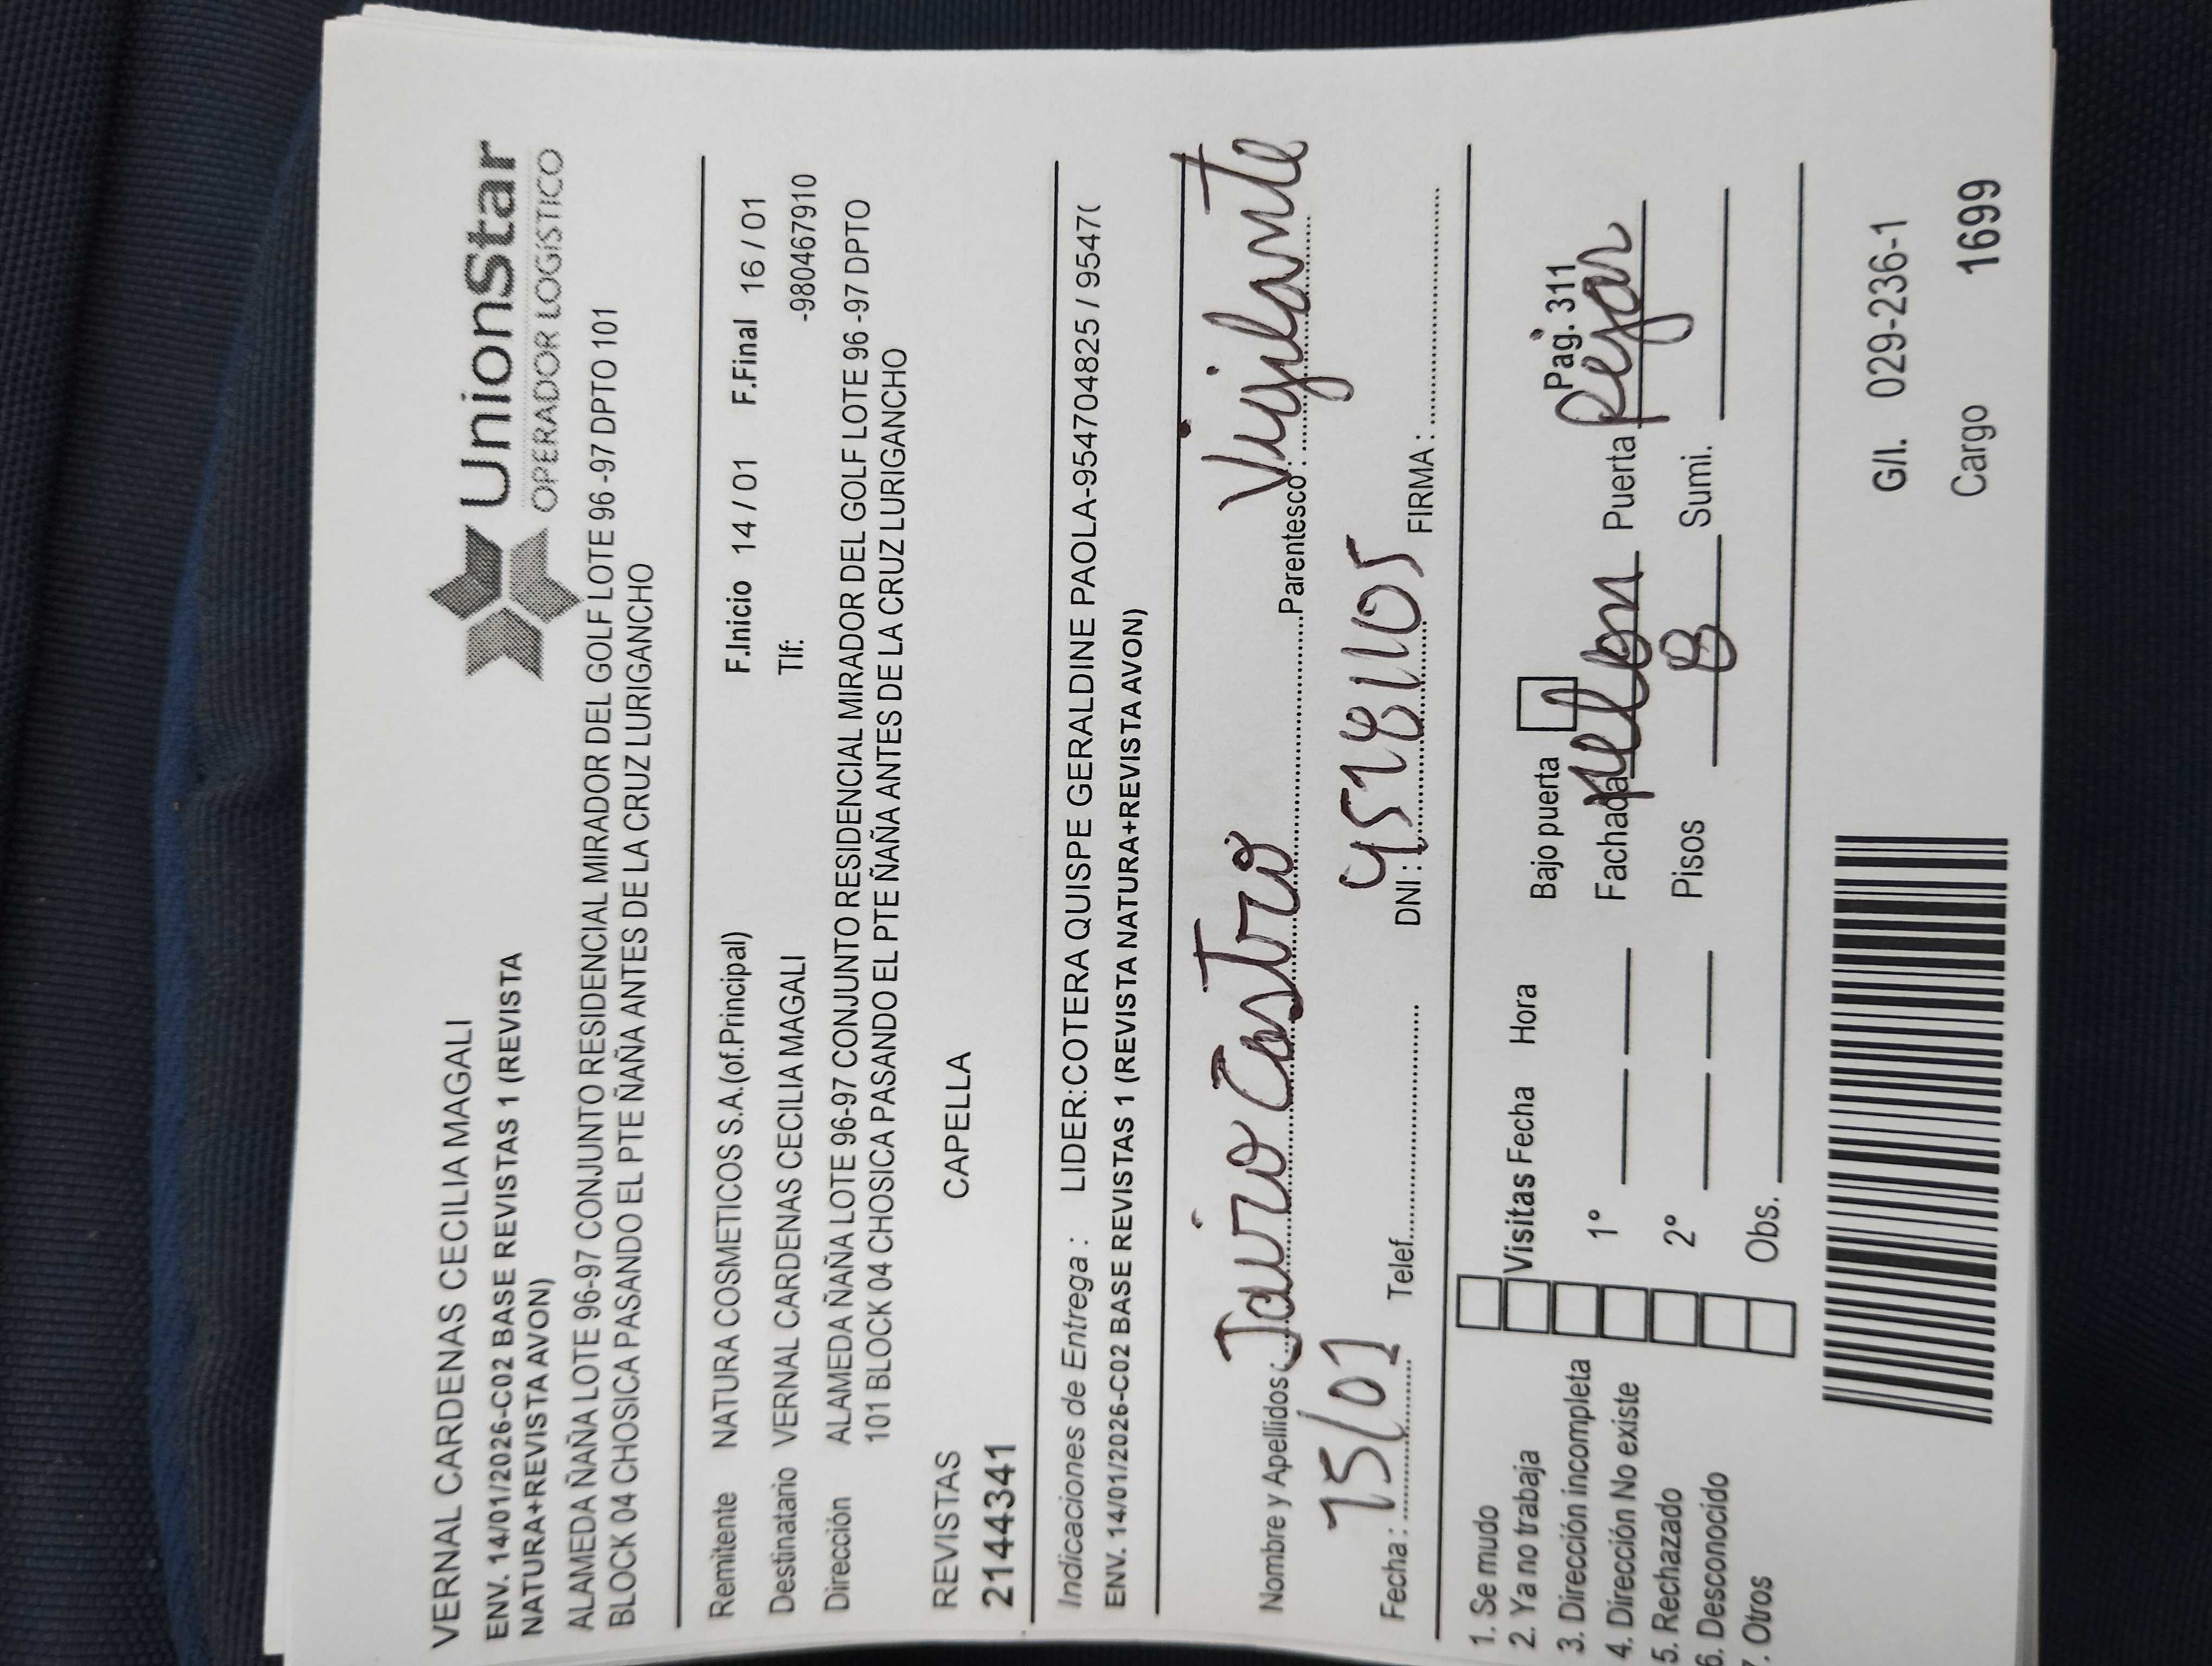 VERNAL CARDENAS CECILIA MAGALI
UnionStar
OPERADOR LOGÍSTICO
ENV. 14/01/2026-C02 BASE REVISTAS 1 (REVISTA
NATURA+REVISTA AVON)
ALAMEDA ÑAÑA LOTE 96-97 CONJUNTO RESIDENCIAL MIRADOR DEL GOLF LOTE 96 -97 DPTO 101
BLOCK 04 CHOSICA PASANDO EL PTE ÑAÑA ANTES DE LA CRUZ LURIGANCHO
Remitente NATURA COSMETICOS S.A.(of.Principal) F.Inicio 14 / 01 F.Final 16 / 01
Destinatario VERNAL CARDENAS CECILIA MAGALI Tlf: -980467910
Dirección ALAMEDA ÑAÑA LOTE 96-97 CONJUNTO RESIDENCIAL MIRADOR DEL GOLF LOTE 96 -97 DPTO
101 BLOCK 04 CHOSICA PASANDO EL PTE ÑAÑA ANTES DE LA CRUZ LURIGANCHO
REVISTAS CAPELLA
2144341
Indicaciones de Entrega : LIDER:COTERA QUISPE GERALDINE PAOLA-954704825 / 9547(
ENV. 14/01/2026-C02 BASE REVISTAS 1 (REVISTA NATURA+REVISTA AVON)
Nombre y Apellidos: Jairo Castro Parentesco: Vigilante
Fecha: 15/01 Telef. DNI: FIRMA:
1. Se mudo
2. Ya no trabaja Visitas Fecha Hora Bajo puerta Pag. 311
3. Dirección incompleta
4. Dirección No existe 1º Fachada Puerta
5. Rechazado 2º Pisos Sumi.
6. Desconocido
7. Otros Obs.
G/I. 029-236-1
Cargo 1699